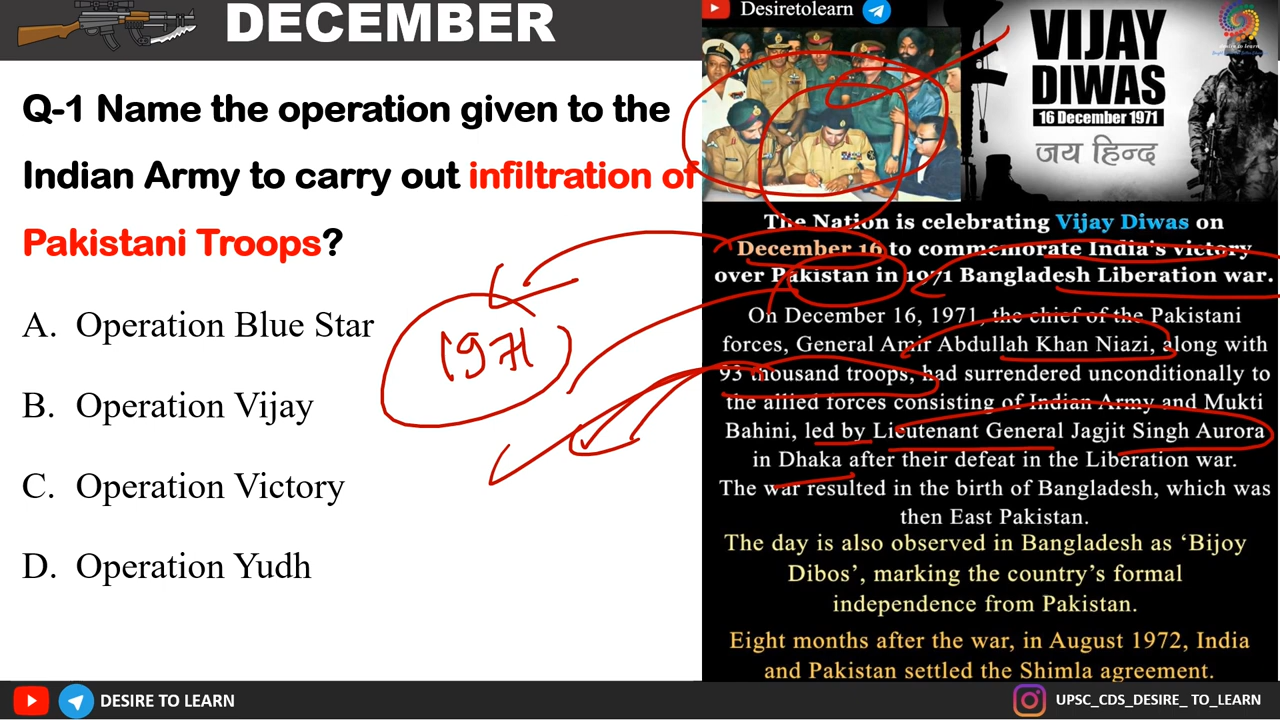 DECEMBER
Q-1 Name the operation given to the
Indian Army to carry out infiltration of
Pakistani Troops?
A. Operation Blue Star
B. Operation Vijay
C. Operation Victory
D. Operation Yudh
1971
Desiretolearn
VIJAY
DIWAS
16 December 1971
जय हिन्द
desire to learn
The Nation is celebrating Vijay Diwas on
December 16 to commemorate India's victory
over Pakistan in 1971 Bangladesh Liberation war.
On December 16, 1971, the chief of the Pakistani
forces, General Amir Abdullah Khan Niazi, along with
93 thousand troops, had surrendered unconditionally to
the allied forces consisting of Indian Army and Mukti
Bahini, led by Lieutenant General Jagjit Singh Aurora
in Dhaka after their defeat in the Liberation war.
The war resulted in the birth of Bangladesh, which was
then East Pakistan.
The day is also observed in Bangladesh as ‘Bijoy
Dibos’, marking the country’s formal
independence from Pakistan.
Eight months after the war, in August 1972, India
and Pakistan settled the Shimla agreement.
DESIRE TO LEARN
UPSC_CDS_DESIRE_ TO_LEARN